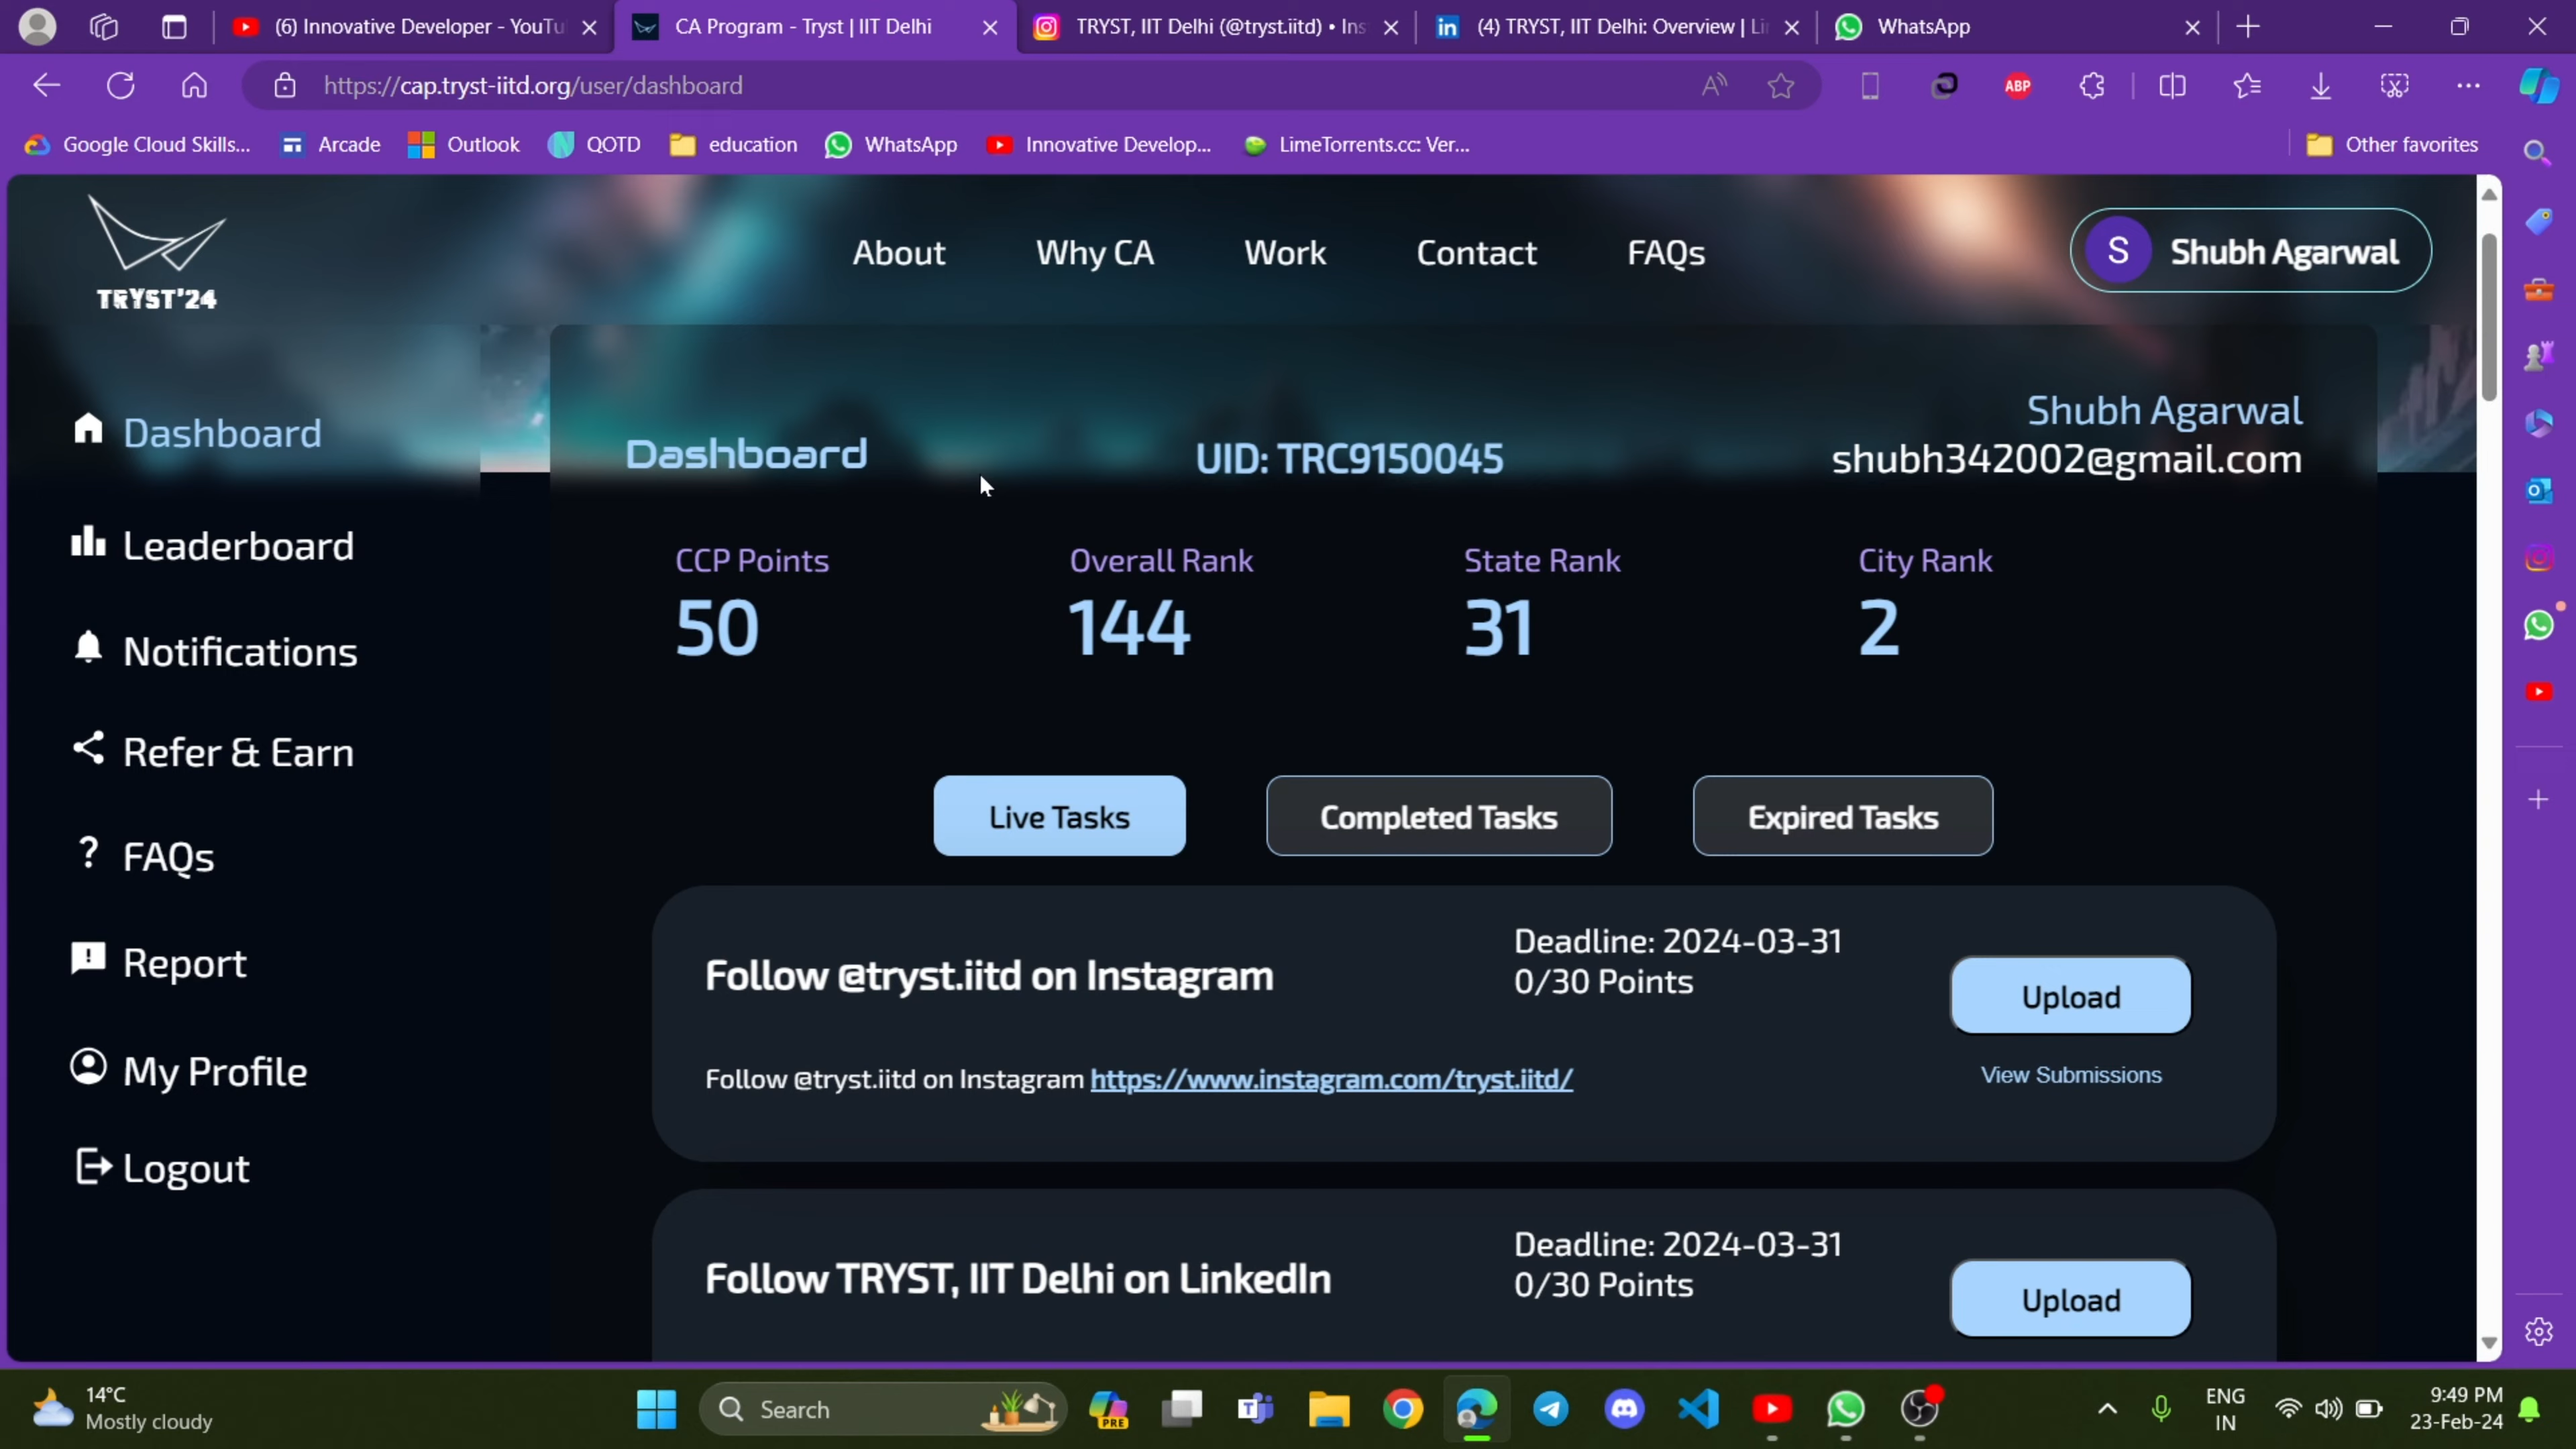 (6) Innovative Developer - YouTu
CA Program - Tryst | IIT Delhi
TRYST, IIT Delhi (@tryst.iitd) • Ins
(4) TRYST, IIT Delhi: Overview | Li
WhatsApp
https://cap.tryst-iitd.org/user/dashboard
ABP
Google Cloud Skills...
Arcade
Outlook
QOTD
education
WhatsApp
Innovative Develop...
LimeTorrents.cc: Ver...
Other favorites
TRYST'24
About
Why CA
Work
Contact
FAQs
S
Shubh Agarwal
Dashboard
Leaderboard
Notifications
Refer & Earn
FAQs
Report
My Profile
Logout
Dashboard
UID: TRC9150045
Shubh Agarwal
shubh342002@gmail.com
CCP Points
50
Overall Rank
144
State Rank
31
City Rank
2
Live Tasks
Completed Tasks
Expired Tasks
Follow @tryst.iitd on Instagram
Deadline: 2024-03-31
0/30 Points
Upload
Follow @tryst.iitd on Instagram https://www.instagram.com/tryst.iitd/
View Submissions
Follow TRYST, IIT Delhi on LinkedIn
Deadline: 2024-03-31
0/30 Points
Upload
14°C
Mostly cloudy
Search
PRE
ENG
IN
9:49 PM
23-Feb-24